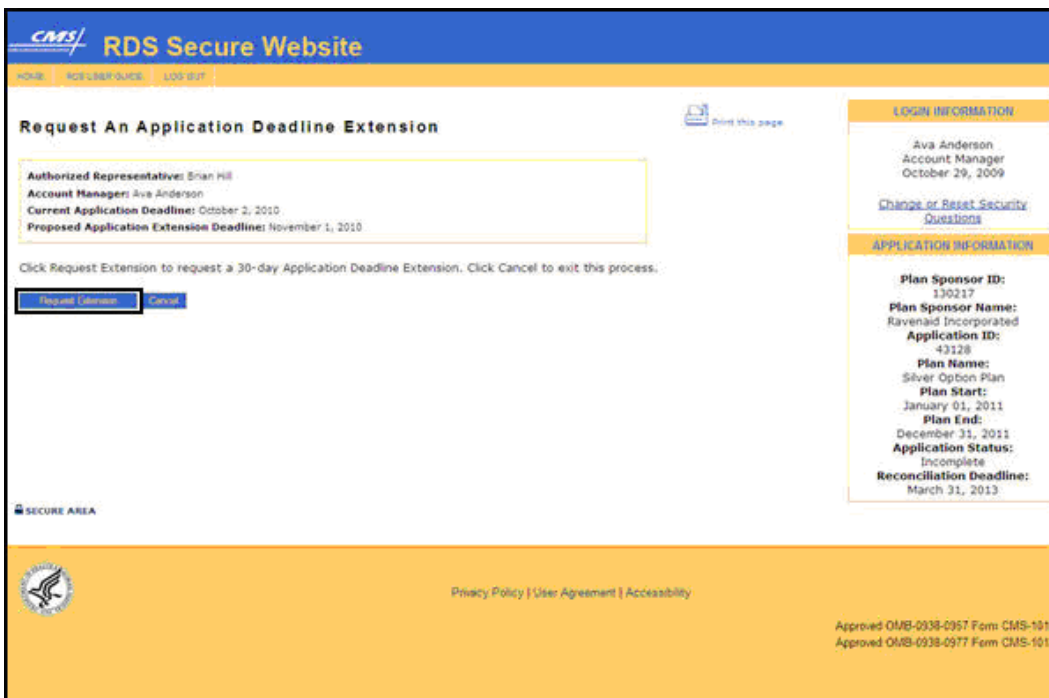 CMS/
RDS Secure Website
HOME RDS USER GUIDE LOG OUT
Request An Application Deadline Extension
Print this page
Authorized Representative: Brian Hill
Account Manager: Ava Anderson
Current Application Deadline: October 2, 2010
Proposed Application Extension Deadline: November 1, 2010
Click Request Extension to request a 30-day Application Deadline Extension. Click Cancel to exit this process.
Request Extension Cancel
SECURE AREA
LOGIN INFORMATION
Ava Anderson
Account Manager
October 29, 2009
Change or Reset Security
Questions
APPLICATION INFORMATION
Plan Sponsor ID:
130217
Plan Sponsor Name:
Ravenaid Incorporated
Application ID:
43128
Plan Name:
Silver Option Plan
Plan Start:
January 01, 2011
Plan End:
December 31, 2011
Application Status:
Incomplete
Reconciliation Deadline:
March 31, 2013
Privacy Policy | User Agreement | Accessibility
Approved OMB-0938-0957 Form CMS-101
Approved OMB-0938-0977 Form CMS-101